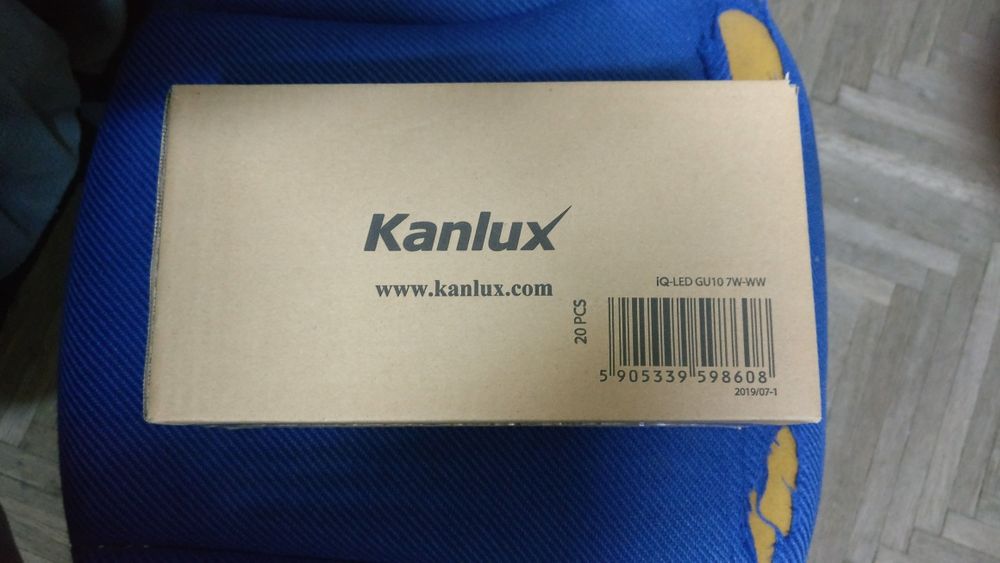 Kanlux
www.kanlux.com
iQ-LED GU10 7W-WW
20 PCS
5 905339 598608
2019/07-1